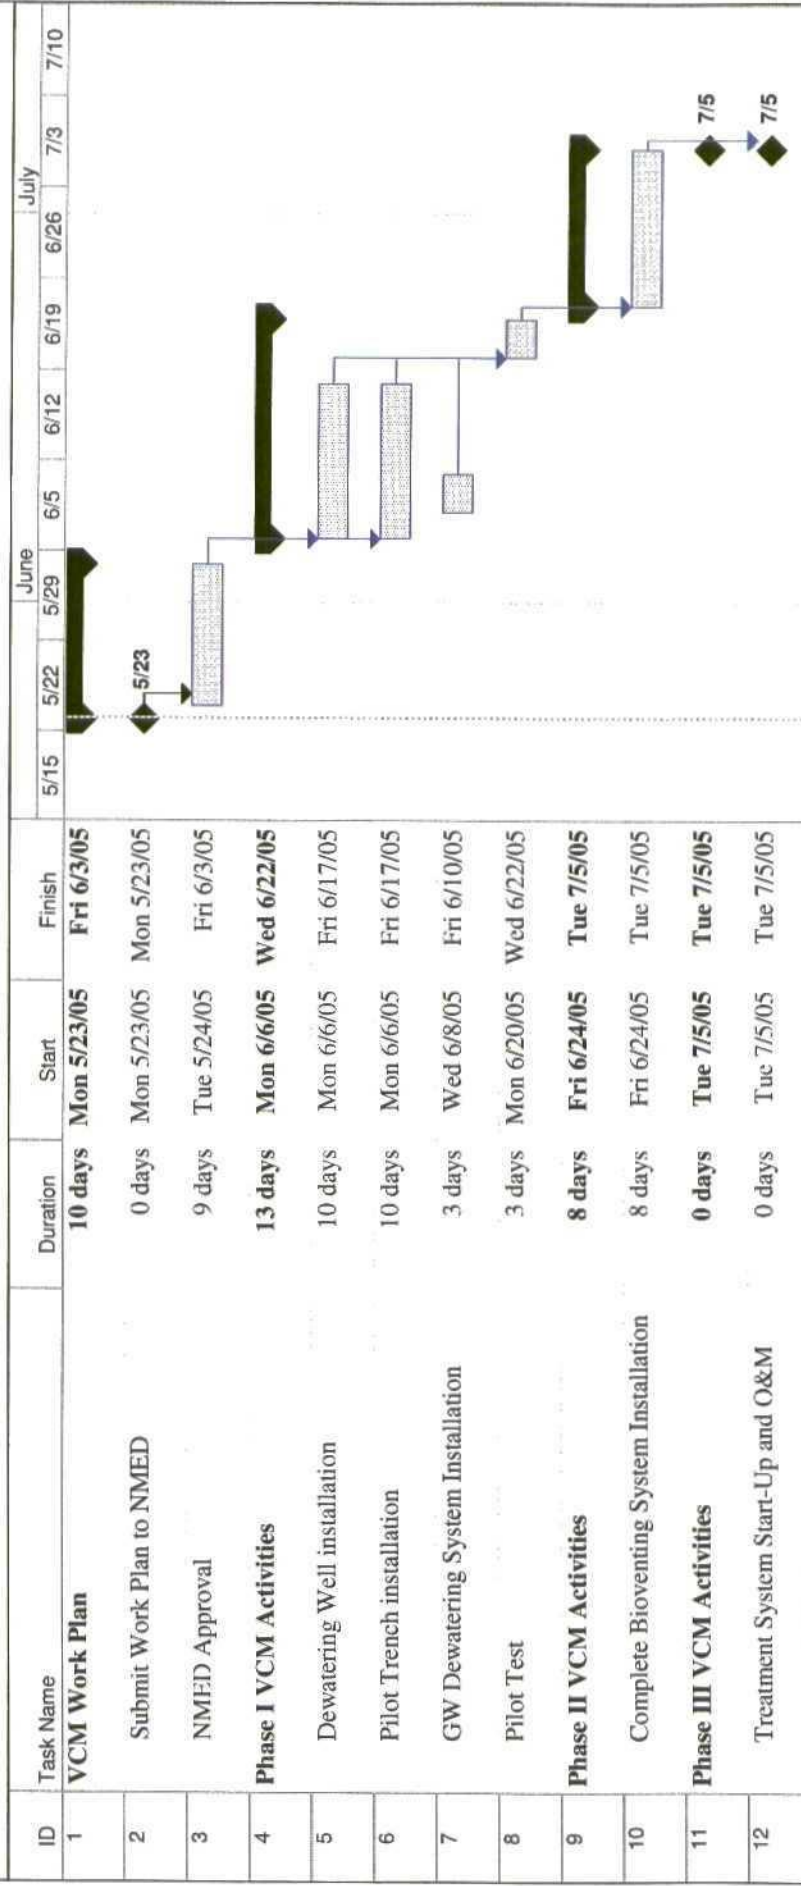 ID Task Name Duration Start Finish
June July
5/15 5/22 5/29 6/5 6/12 6/19 6/26 7/3 7/10
1 VCM Work Plan 10 days Mon 5/23/05 Fri 6/3/05
2 Submit Work Plan to NMED 0 days Mon 5/23/05 Mon 5/23/05 5/23
3 NMED Approval 9 days Tue 5/24/05 Fri 6/3/05
4 Phase I VCM Activities 13 days Mon 6/6/05 Wed 6/22/05
5 Dewatering Well installation 10 days Mon 6/6/05 Fri 6/17/05
6 Pilot Trench installation 10 days Mon 6/6/05 Fri 6/17/05
7 GW Dewatering System Installation 3 days Wed 6/8/05 Fri 6/10/05
8 Pilot Test 3 days Mon 6/20/05 Wed 6/22/05
9 Phase II VCM Activities 8 days Fri 6/24/05 Tue 7/5/05
10 Complete Bioventing System Installation 8 days Fri 6/24/05 Tue 7/5/05
11 Phase III VCM Activities 0 days Tue 7/5/05 Tue 7/5/05 7/5
12 Treatment System Start-Up and O&M 0 days Tue 7/5/05 Tue 7/5/05 7/5